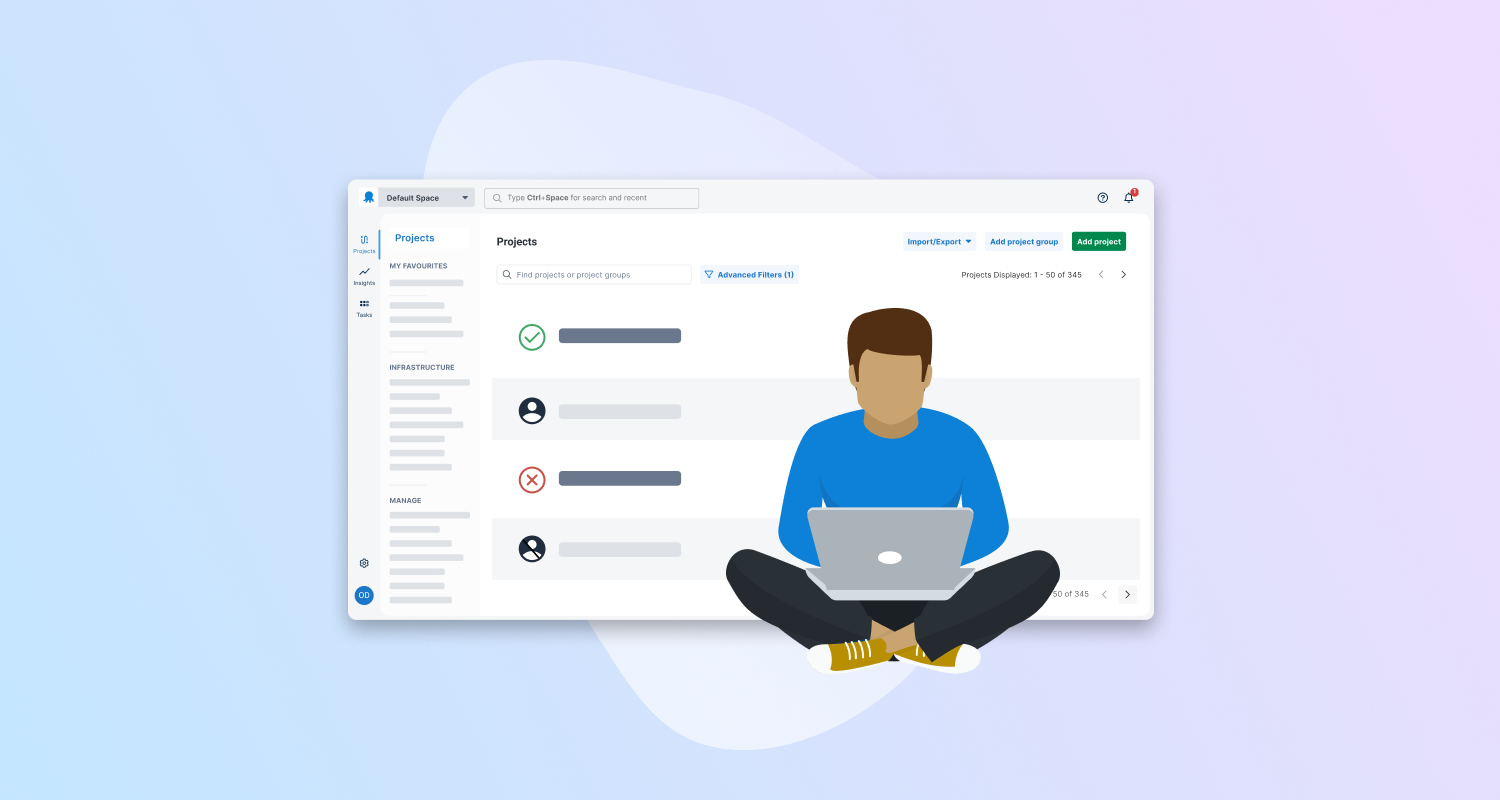 Default Space
Type Ctrl+Space for search and recent
1
Projects
Insights
Tasks
OD
Projects
MY FAVOURITES
INFRASTRUCTURE
MANAGE
Projects
Import/Export
Add project group
Add project
Find projects or project groups
Advanced Filters (1)
Projects Displayed: 1 - 50 of 345
50 of 345